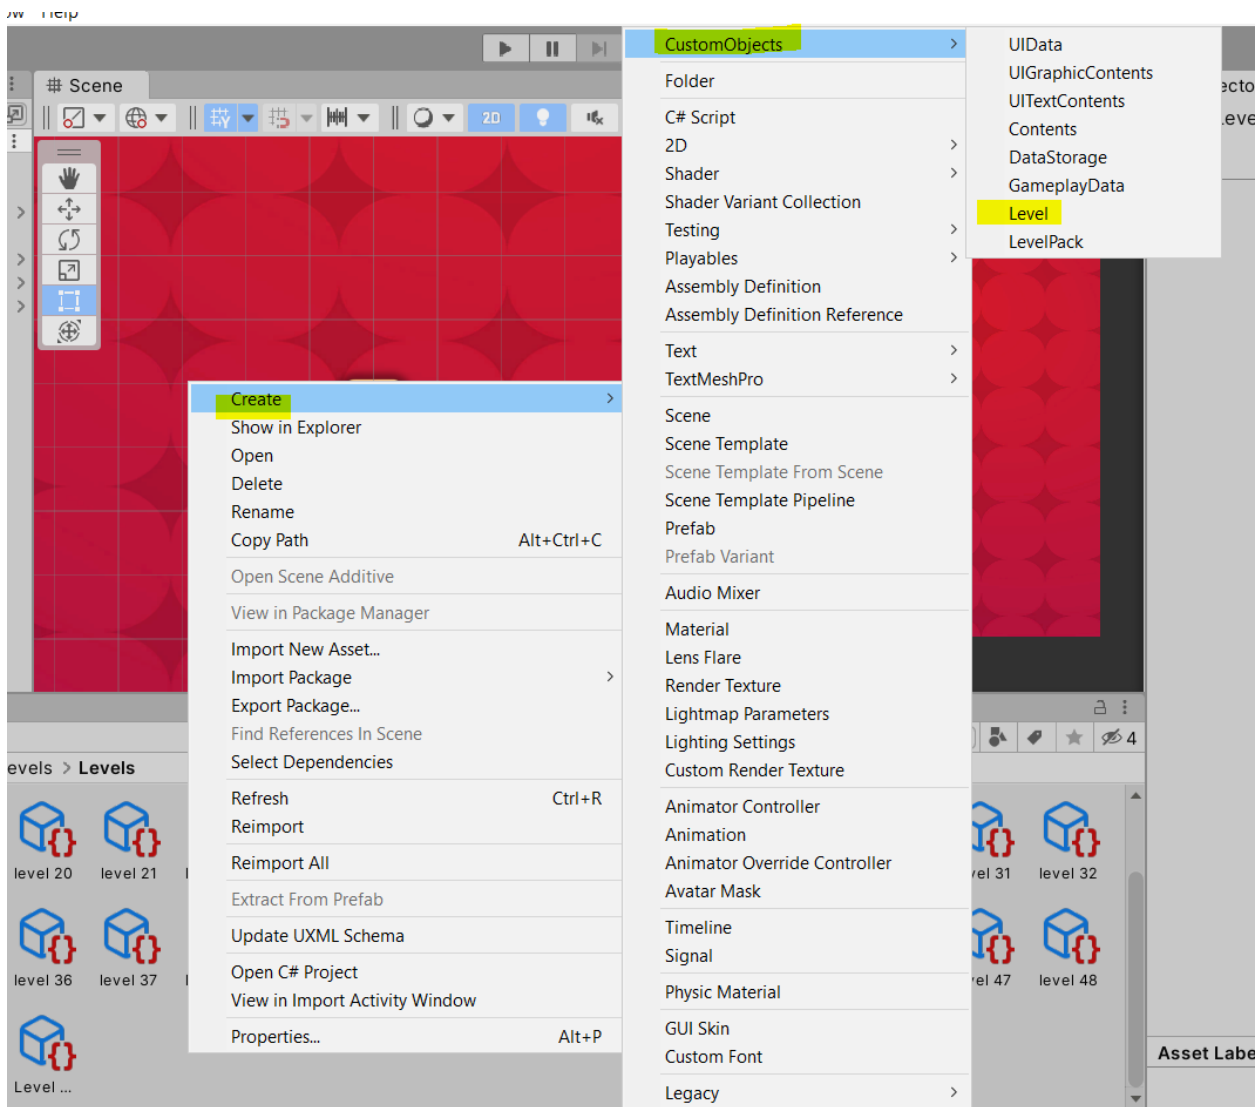 Help
Scene
2D
Create
Show in Explorer
Open
Delete
Rename
Copy Path Alt+Ctrl+C
Open Scene Additive
View in Package Manager
Import New Asset...
Import Package
Export Package...
Find References In Scene
Select Dependencies
Refresh Ctrl+R
Reimport
Reimport All
Extract From Prefab
Update UXML Schema
Open C# Project
View in Import Activity Window
Properties... Alt+P
CustomObjects
Folder
C# Script
2D
Shader
Shader Variant Collection
Testing
Playables
Assembly Definition
Assembly Definition Reference
Text
TextMeshPro
Scene
Scene Template
Scene Template From Scene
Scene Template Pipeline
Prefab
Prefab Variant
Audio Mixer
Material
Lens Flare
Render Texture
Lightmap Parameters
Lighting Settings
Custom Render Texture
Animator Controller
Animation
Animator Override Controller
Avatar Mask
Timeline
Signal
Physic Material
GUI Skin
Custom Font
Legacy
UIData
UIGraphicContents
UITextContents
Contents
DataStorage
GameplayData
Level
LevelPack
4
evels > Levels
level 20 level 21 vel 31 level 32
level 36 level 37 vel 47 level 48
Level ...
Asset Labe